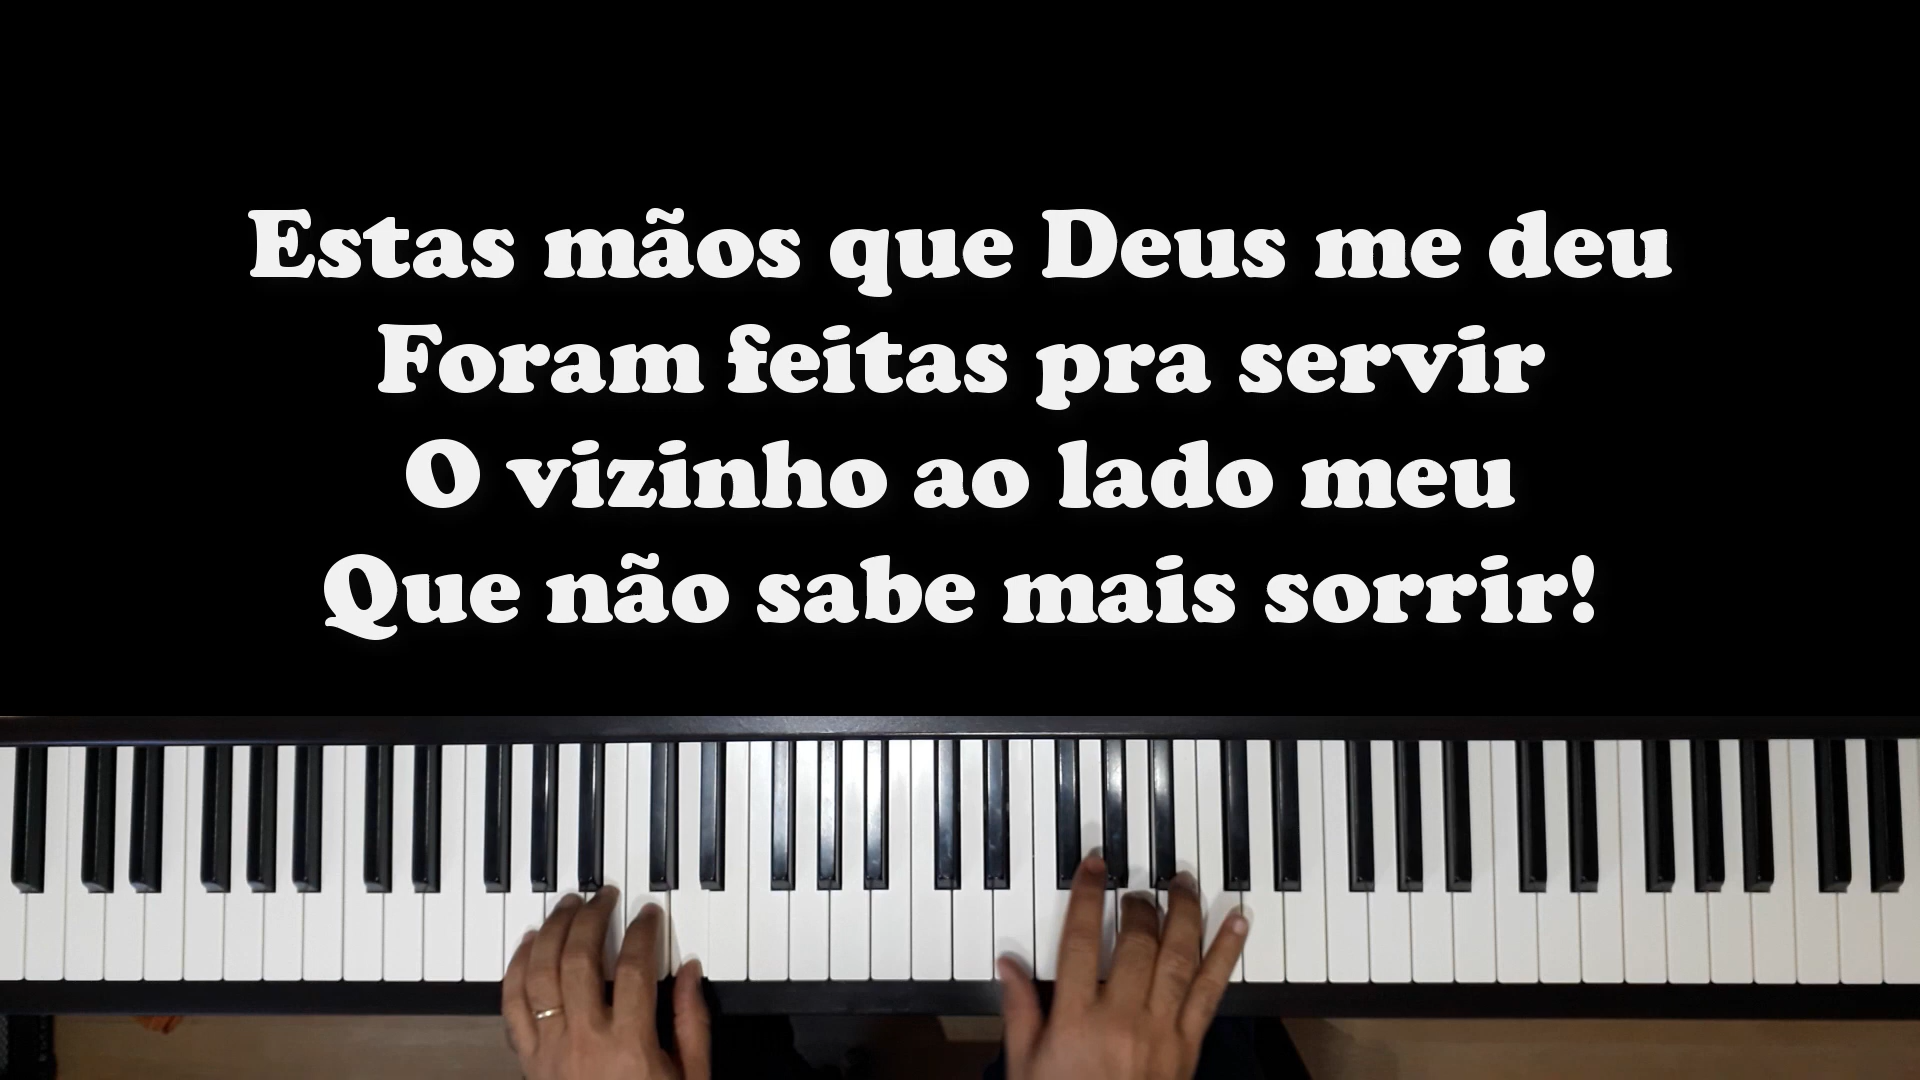 Estas mãos que Deus me deu
Foram feitas pra servir
O vizinho ao lado meu
Que não sabe mais sorrir!